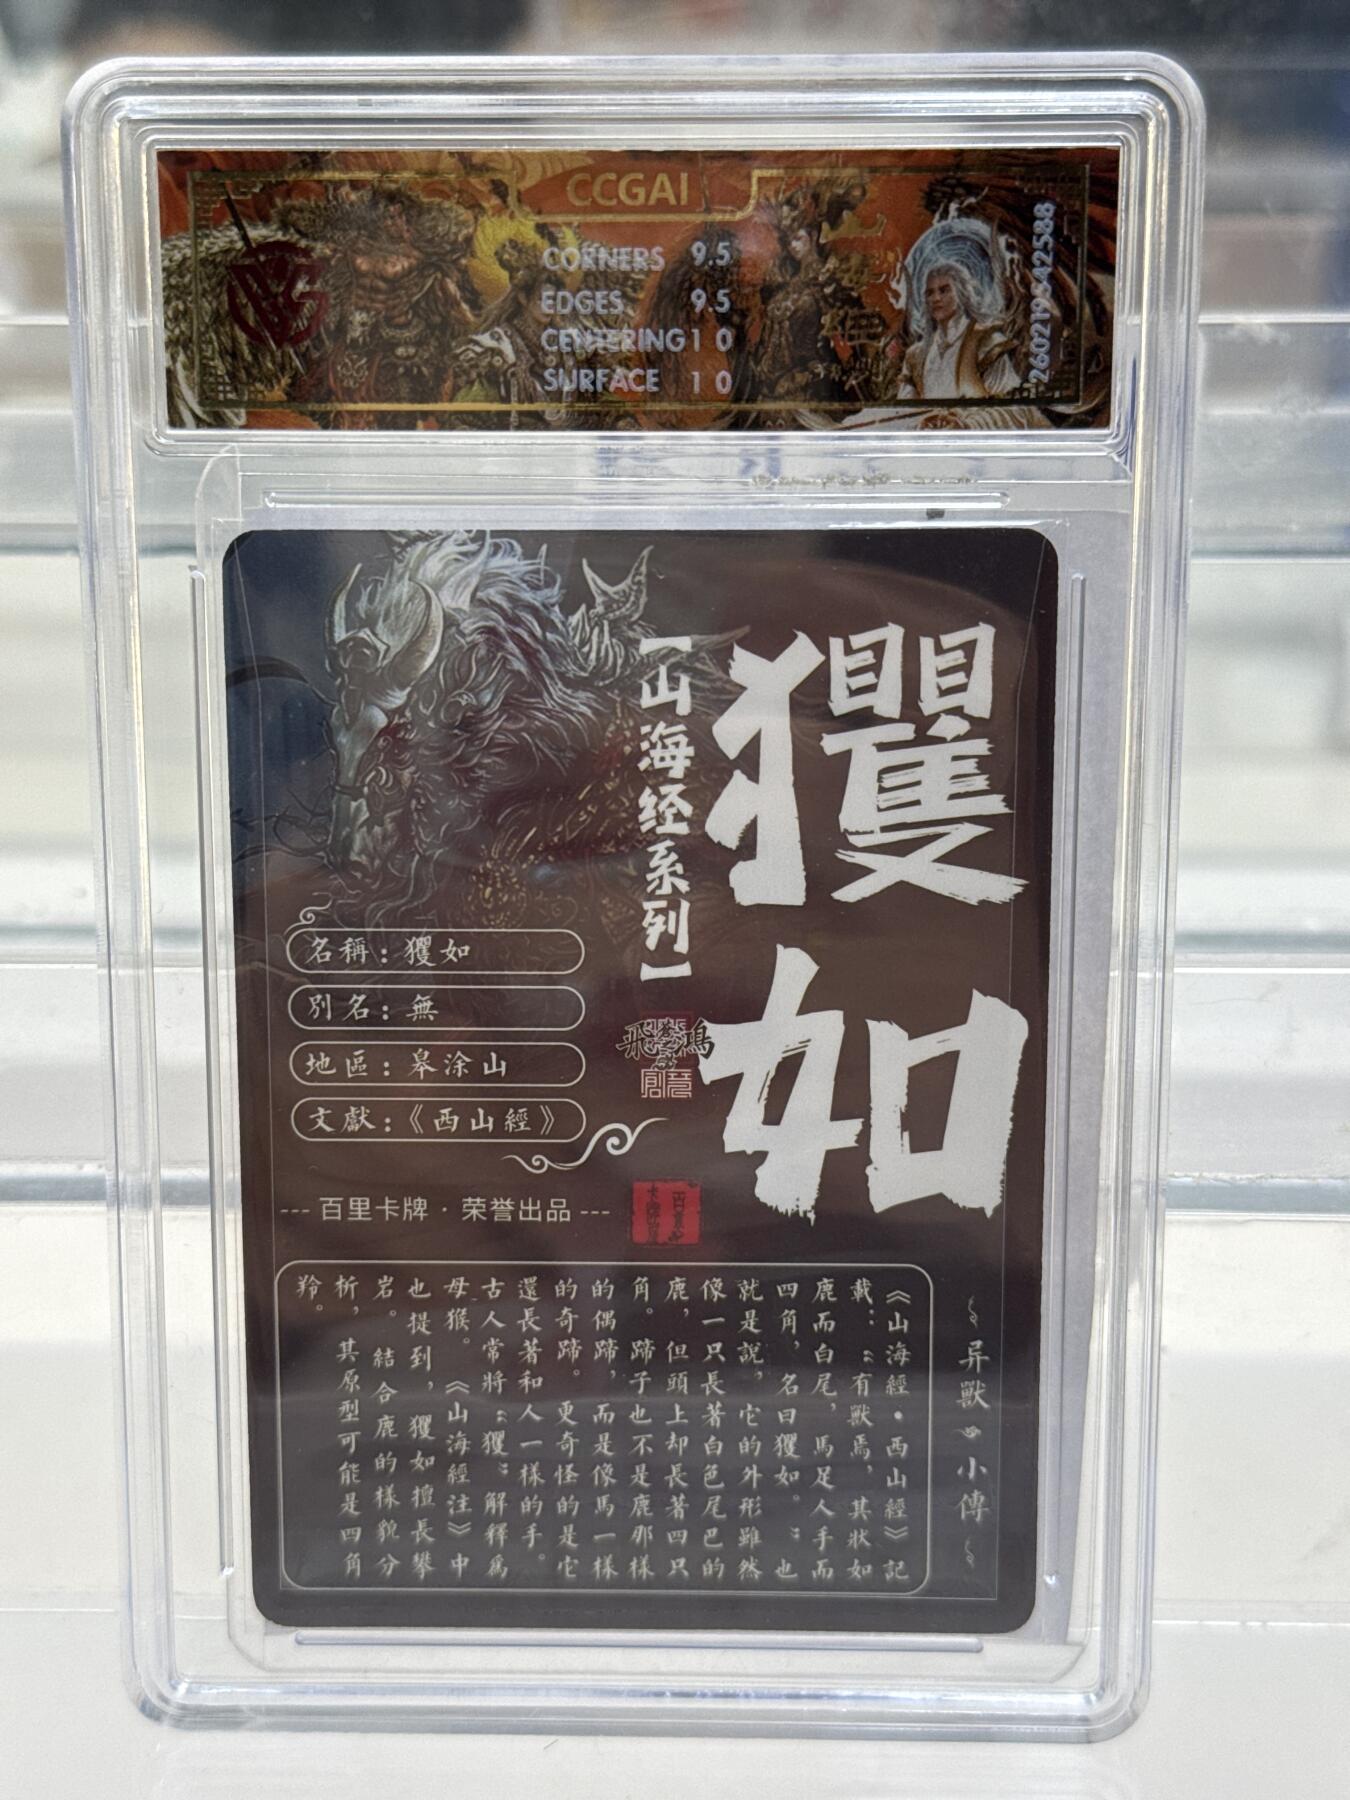 CCGAI
CORNERS 9.5
EDGES 9.5
CENTERING 10
SURFACE 10
玃如
【山海经系列】
飛鴻
名稱：玃如
別名：無
地區：皋涂山
文獻：《西山經》
--- 百里卡牌 · 荣誉出品 ---
异獸 小傳
《山海經·西山經》記
載：“有獸焉，其狀如
鹿而白尾，馬足人手而
四角，名曰玃如。”也
就是說，它的外形雖然
像一只長著白色尾巴的
鹿，但頭上却長著四只
角。蹄子也不是鹿那樣
的偶蹄，而是像馬一樣
的奇蹄。更奇怪的是它
還長著和人一樣的手。
古人常將“玃”解釋爲
母猴。《山海經注》中
也提到，玃如擅長攀
岩。結合鹿的樣貌分
析，其原型可能是四角
羚。